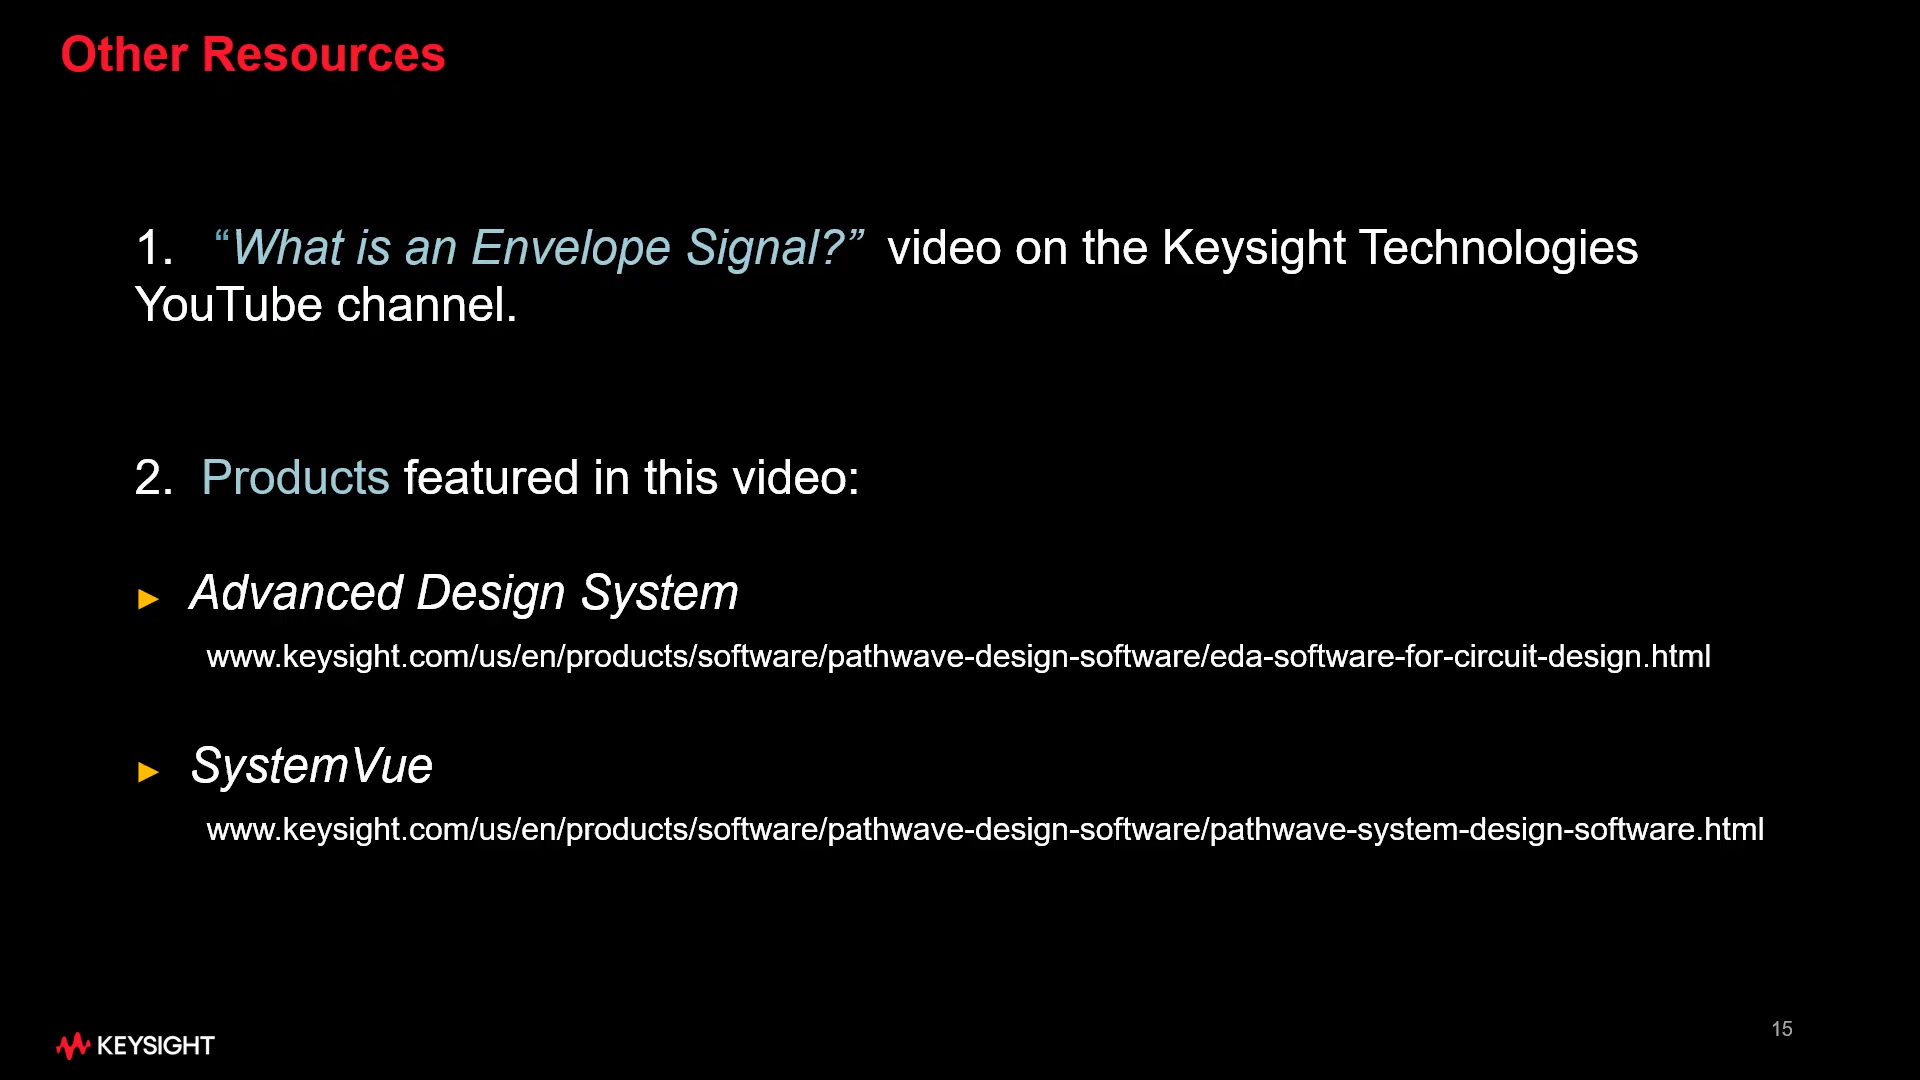 Other Resources
1. “What is an Envelope Signal?” video on the Keysight Technologies
YouTube channel.
2. Products featured in this video:
► Advanced Design System
www.keysight.com/us/en/products/software/pathwave-design-software/eda-software-for-circuit-design.html
► SystemVue
www.keysight.com/us/en/products/software/pathwave-design-software/pathwave-system-design-software.html
KEYSIGHT
15